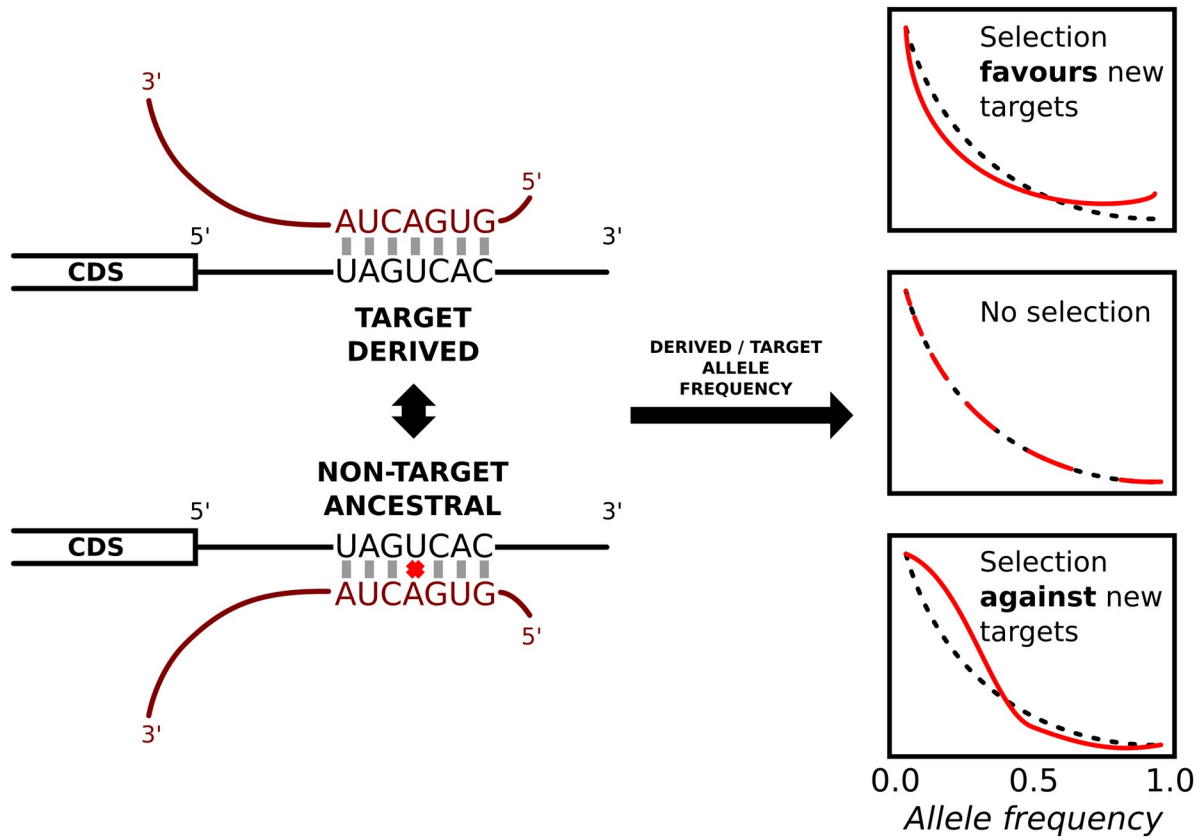 3'
5'
AUCAGUG
5'
3'
CDS
UAGUCAC
TARGET
DERIVED
NON-TARGET
ANCESTRAL
5'
3'
CDS
UAGUCAC
AUCAGUG
5'
3'
DERIVED / TARGET
ALLELE
FREQUENCY
Selection
favours new
targets
No selection
Selection
against new
targets
0.0 0.5 1.0
Allele frequency